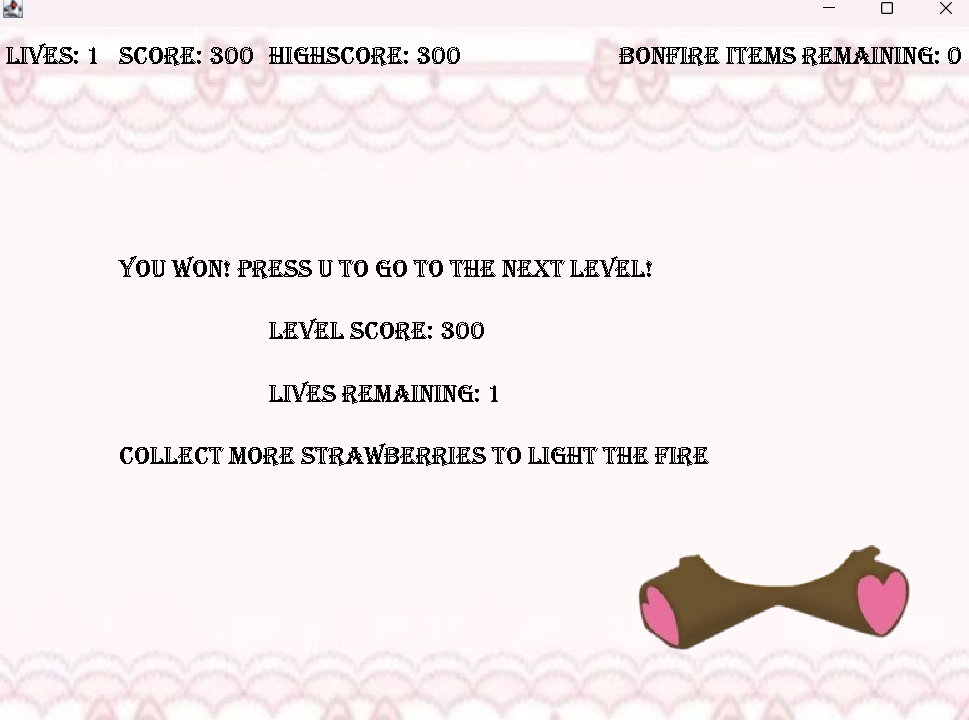 LIVES: 1 SCORE: 300 HIGHSCORE: 300 BONFIRE ITEMS REMAINING: 0
YOU WON! PRESS U TO GO TO THE NEXT LEVEL!
LEVEL SCORE: 300
LIVES REMAINING: 1
COLLECT MORE STRAWBERRIES TO LIGHT THE FIRE